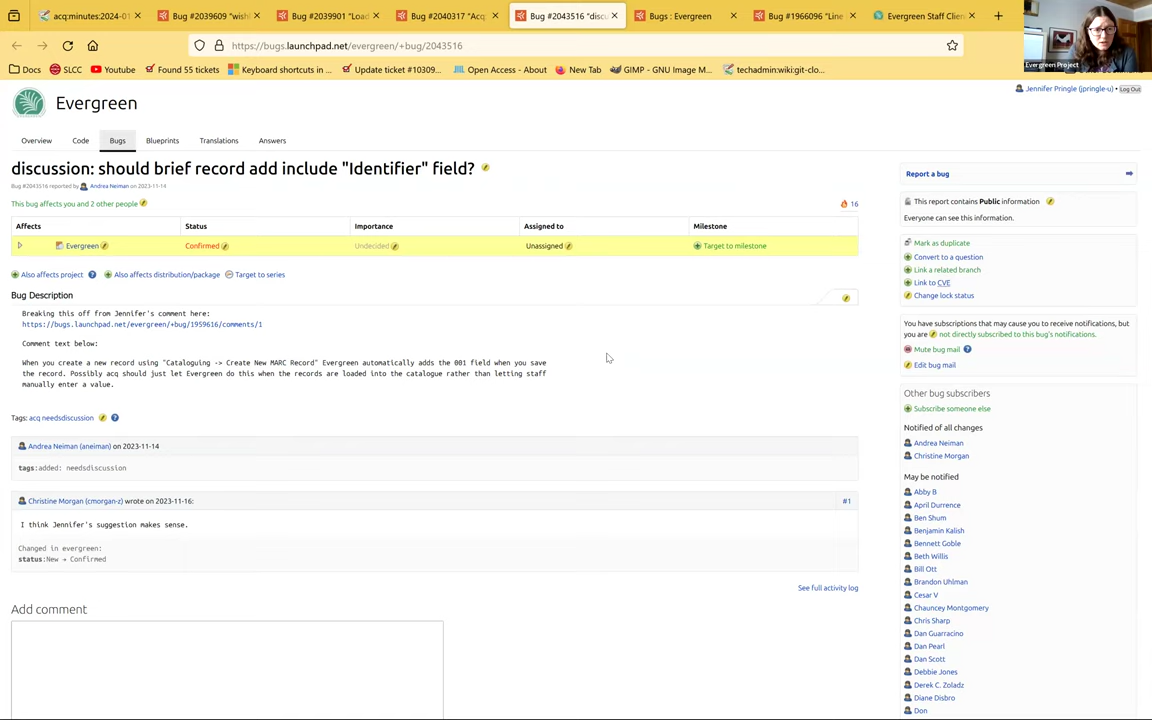 acq:minutes:2024-01
Bug #2039609 "wishl
Bug #2039901 "Load
Bug #2040317 "Acq:
Bug #2043516 "discu
Bugs : Evergreen
Bug #1966096 "Line
Evergreen Staff Clien
https://bugs.launchpad.net/evergreen/+bug/2043516
Docs
SLCC
Youtube
Found 55 tickets
Keyboard shortcuts in ...
Update ticket #10309...
Open Access - About
New Tab
GIMP - GNU Image M...
techadmin:wiki:git-clo...
Evergreen Project
Evergreen
Jennifer Pringle (jpringle-u) • Log Out
Overview
Code
Bugs
Blueprints
Translations
Answers
discussion: should brief record add include "Identifier" field?
Bug #2043516 reported by Andrea Neiman on 2023-11-14
This bug affects you and 2 other people
16
Affects Status Importance Assigned to Milestone
Evergreen Confirmed Undecided Unassigned Target to milestone
Also affects project Also affects distribution/package Target to series
Bug Description
Breaking this off from Jennifer's comment here:
https://bugs.launchpad.net/evergreen/+bug/1959616/comments/1
Comment text below:
When you create a new record using "Cataloguing -> Create New MARC Record" Evergreen automatically adds the 001 field when you save
the record. Possibly acq should just let Evergreen do this when the records are loaded into the catalogue rather than letting staff
manually enter a value.
Tags: acq needsdiscussion
Andrea Neiman (aneiman) on 2023-11-14
tags:added: needsdiscussion
Christine Morgan (cmorgan-z) wrote on 2023-11-16: #1
I think Jennifer's suggestion makes sense.
Changed in evergreen:
status:New → Confirmed
See full activity log
Add comment
Report a bug
This report contains Public information
Everyone can see this information.
Mark as duplicate
Convert to a question
Link a related branch
Link to CVE
Change lock status
You have subscriptions that may cause you to receive notifications, but
you are not directly subscribed to this bug's notifications.
Mute bug mail
Edit bug mail
Other bug subscribers
Subscribe someone else
Notified of all changes
Andrea Neiman
Christine Morgan
May be notified
Abby B
April Durrence
Ben Shum
Benjamin Kalish
Bennett Goble
Beth Willis
Bill Ott
Brandon Uhlman
Cesar V
Chauncey Montgomery
Chris Sharp
Dan Guarracino
Dan Pearl
Dan Scott
Debbie Jones
Derek C. Zoladz
Diane Disbro
Don